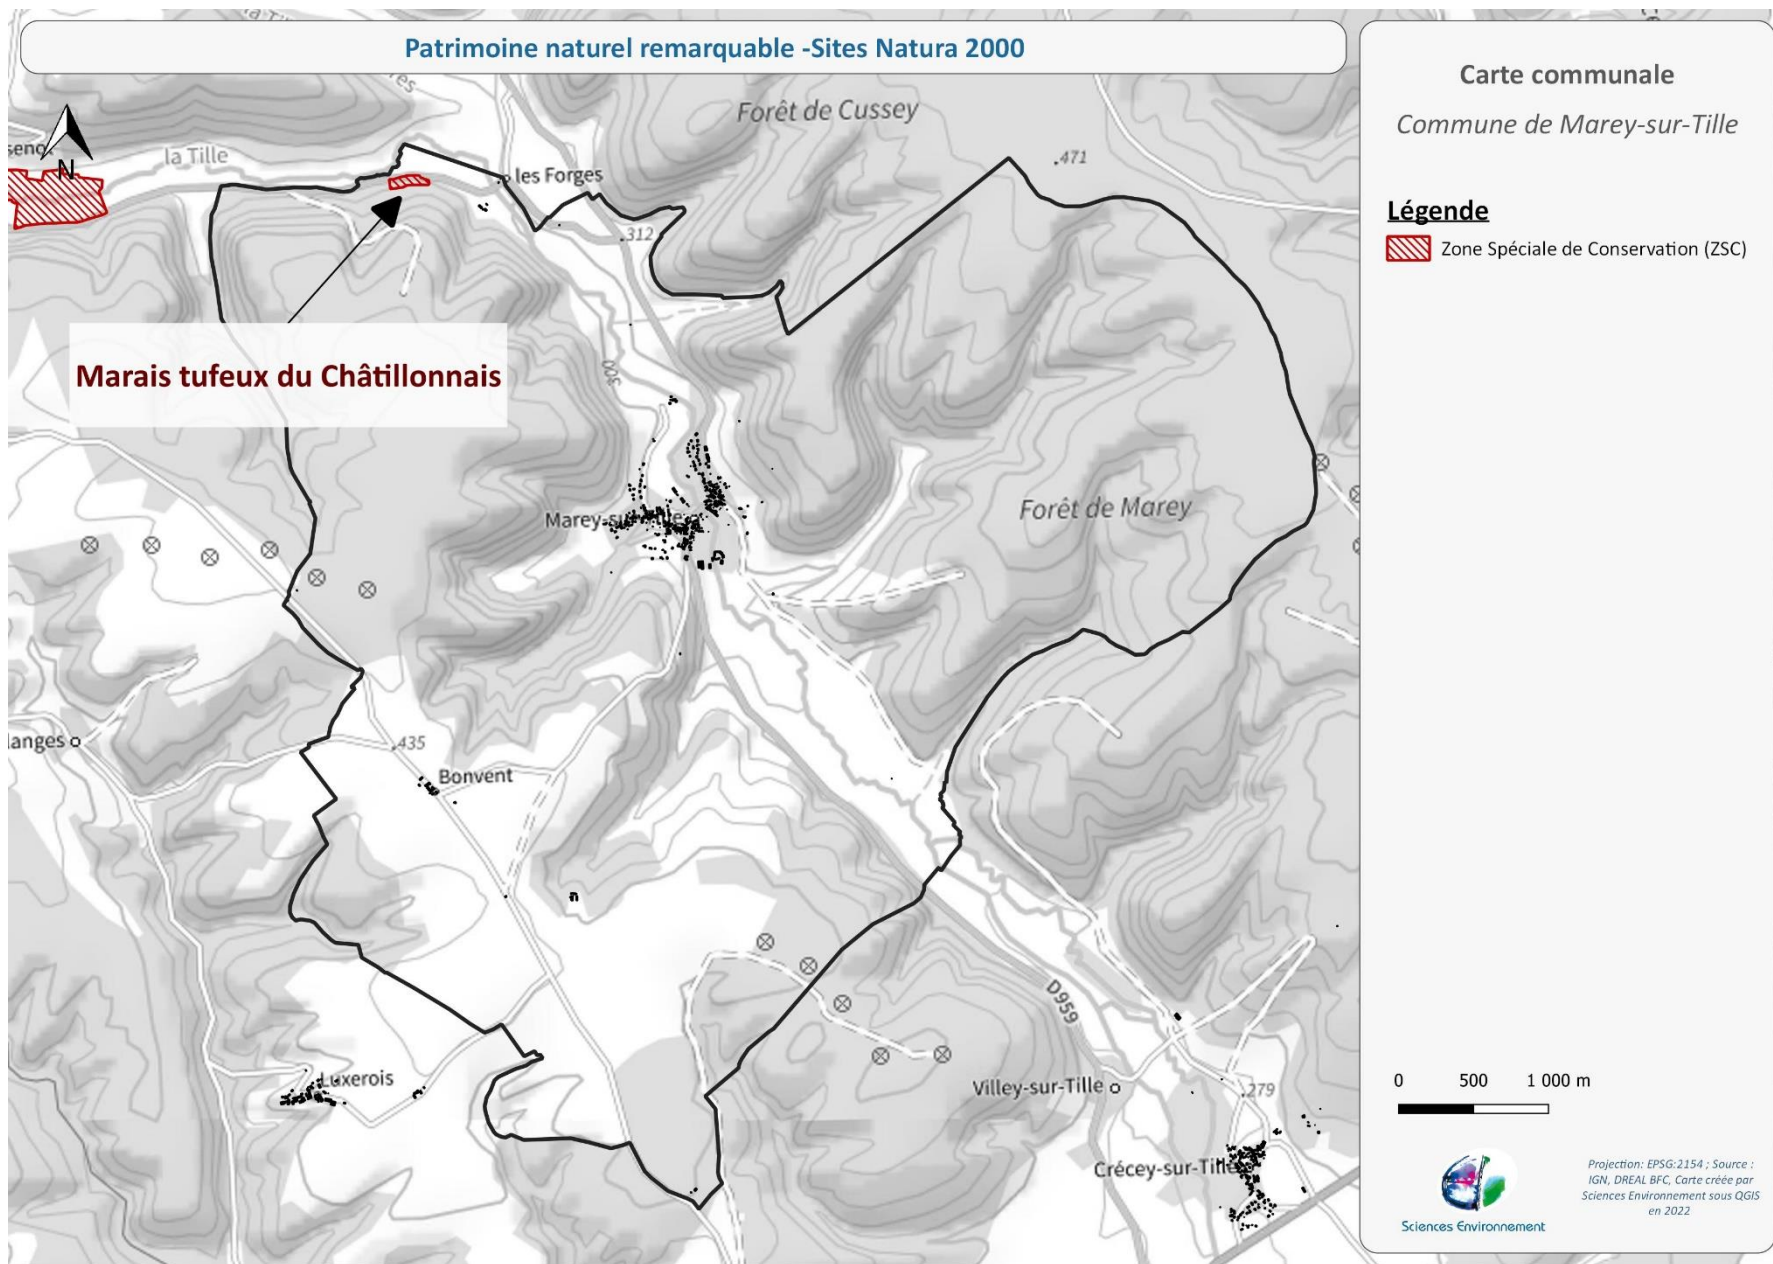 Patrimoine naturel remarquable -Sites Natura 2000
Carte communale
Commune de Marey-sur-Tille
Légende
Zone Spéciale de Conservation (ZSC)
N
la Tille
les Forges
Forêt de Cussey
.471
.312
Marais tufeux du Châtillonnais
300
Marey-sur-Tille
Forêt de Marey
anges
.435
Bonvent
D959
Luxerois
Villey-sur-Tille
.279
Crécey-sur-Tille
0 500 1 000 m
Sciences Environnement
Projection: EPSG:2154 ; Source :
IGN, DREAL BFC, Carte créée par
Sciences Environnement sous QGIS
en 2022